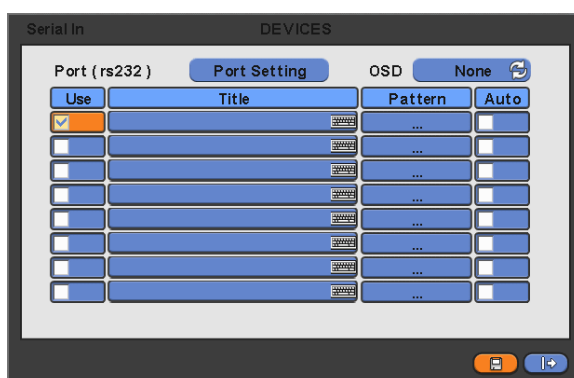 Serial In DEVICES
Port ( rs232 ) Port Setting OSD None
Use Title Pattern Auto
...
...
...
...
...
...
...
...